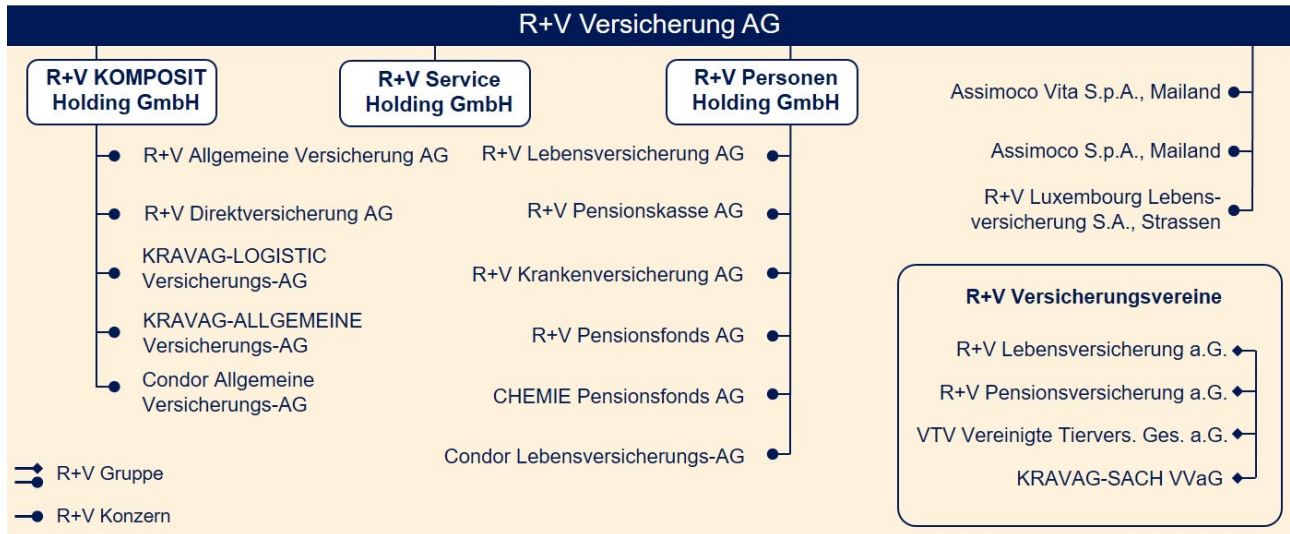 R+V Versicherung AG
R+V KOMPOSIT
Holding GmbH
R+V Allgemeine Versicherung AG
R+V Direktversicherung AG
KRAVAG-LOGISTIC
Versicherungs-AG
KRAVAG-ALLGEMEINE
Versicherungs-AG
Condor Allgemeine
Versicherungs-AG
R+V Service
Holding GmbH
R+V Personen
Holding GmbH
R+V Lebensversicherung AG
R+V Pensionskasse AG
R+V Krankenversicherung AG
R+V Pensionsfonds AG
CHEMIE Pensionsfonds AG
Condor Lebensversicherungs-AG
Assimoco Vita S.p.A., Mailand
Assimoco S.p.A., Mailand
R+V Luxembourg Lebens-
versicherung S.A., Strassen
R+V Versicherungsvereine
R+V Lebensversicherung a.G.
R+V Pensionsversicherung a.G.
VTV Vereinigte Tiervers. Ges. a.G.
KRAVAG-SACH VVaG
R+V Gruppe
R+V Konzern